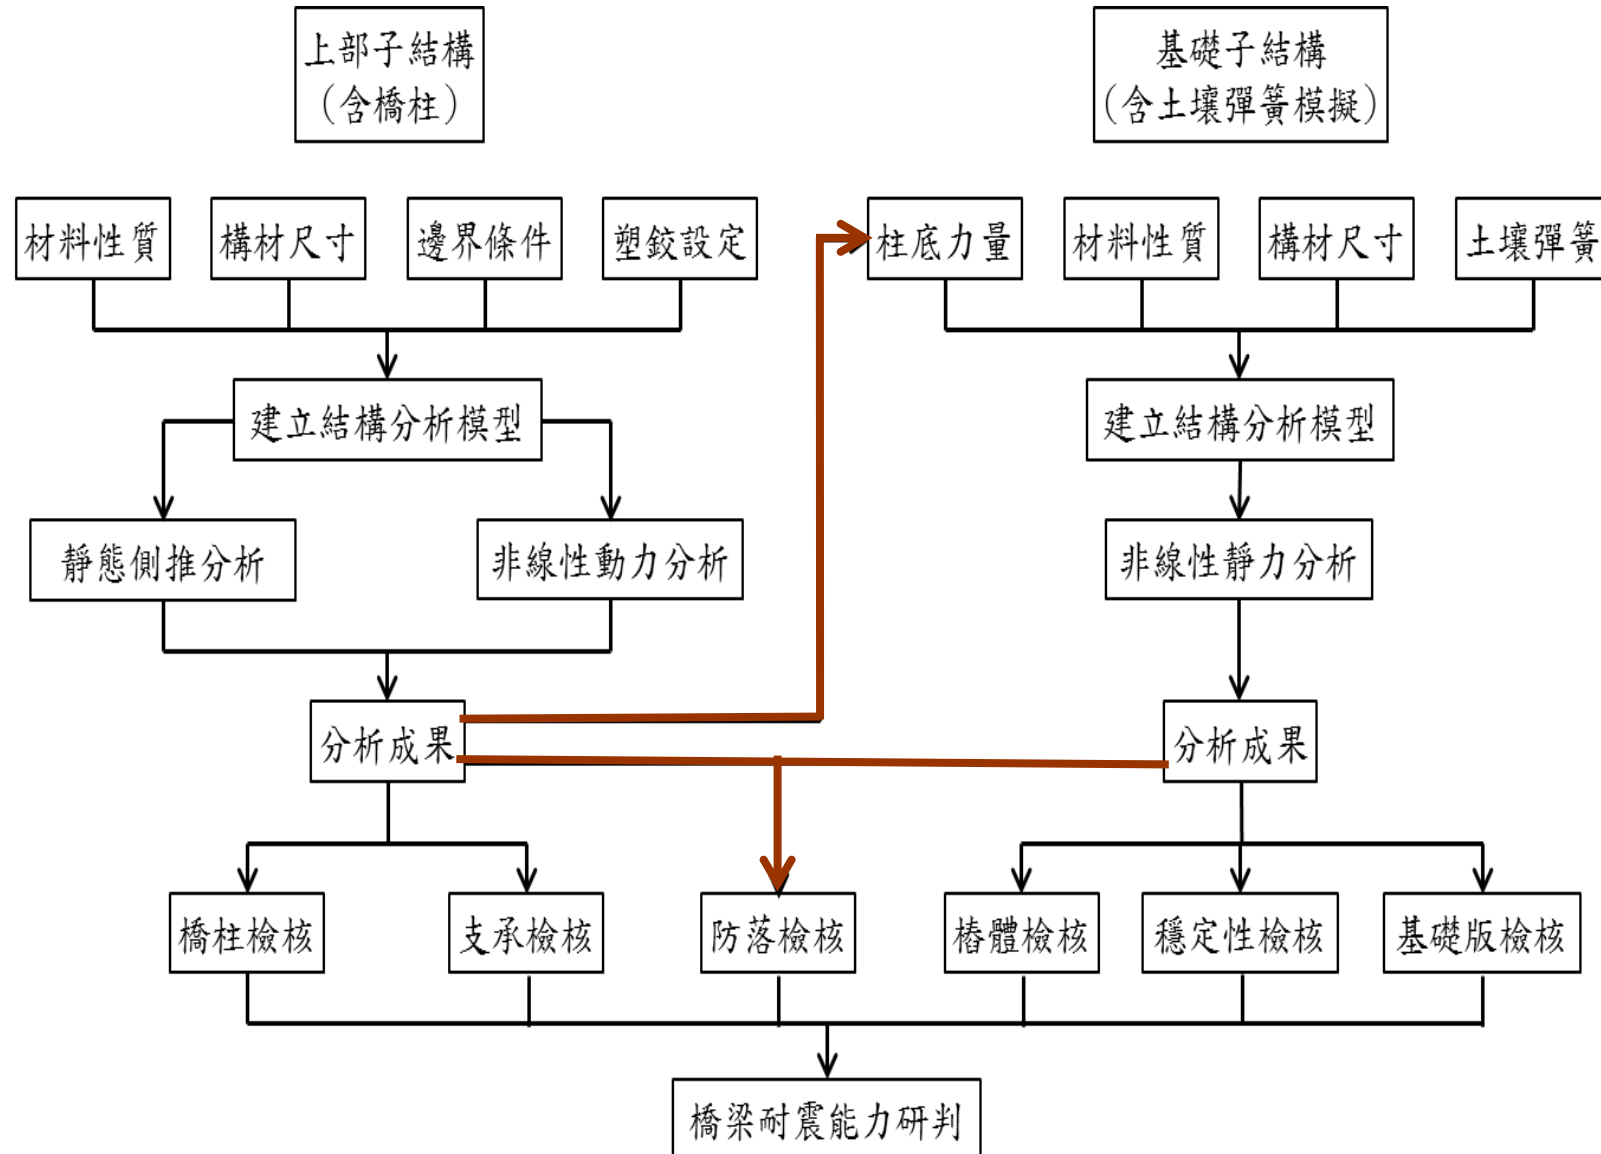 上部子結構
(含橋柱)
基礎子結構
(含土壤彈簧模擬)
材料性質
構材尺寸
邊界條件
塑鉸設定
柱底力量
材料性質
構材尺寸
土壤彈簧
建立結構分析模型
建立結構分析模型
靜態側推分析
非線性動力分析
非線性靜力分析
分析成果
分析成果
橋柱檢核
支承檢核
防落檢核
樁體檢核
穩定性檢核
基礎版檢核
橋梁耐震能力研判